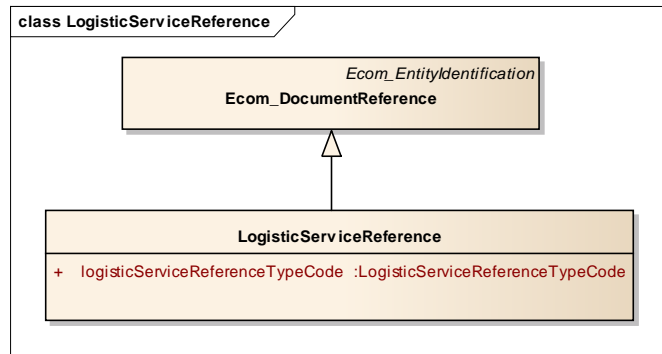 class LogisticServiceReference
Ecom_EntityIdentification
Ecom_DocumentReference
LogisticServiceReference
+ logisticServiceReferenceTypeCode :LogisticServiceReferenceTypeCode